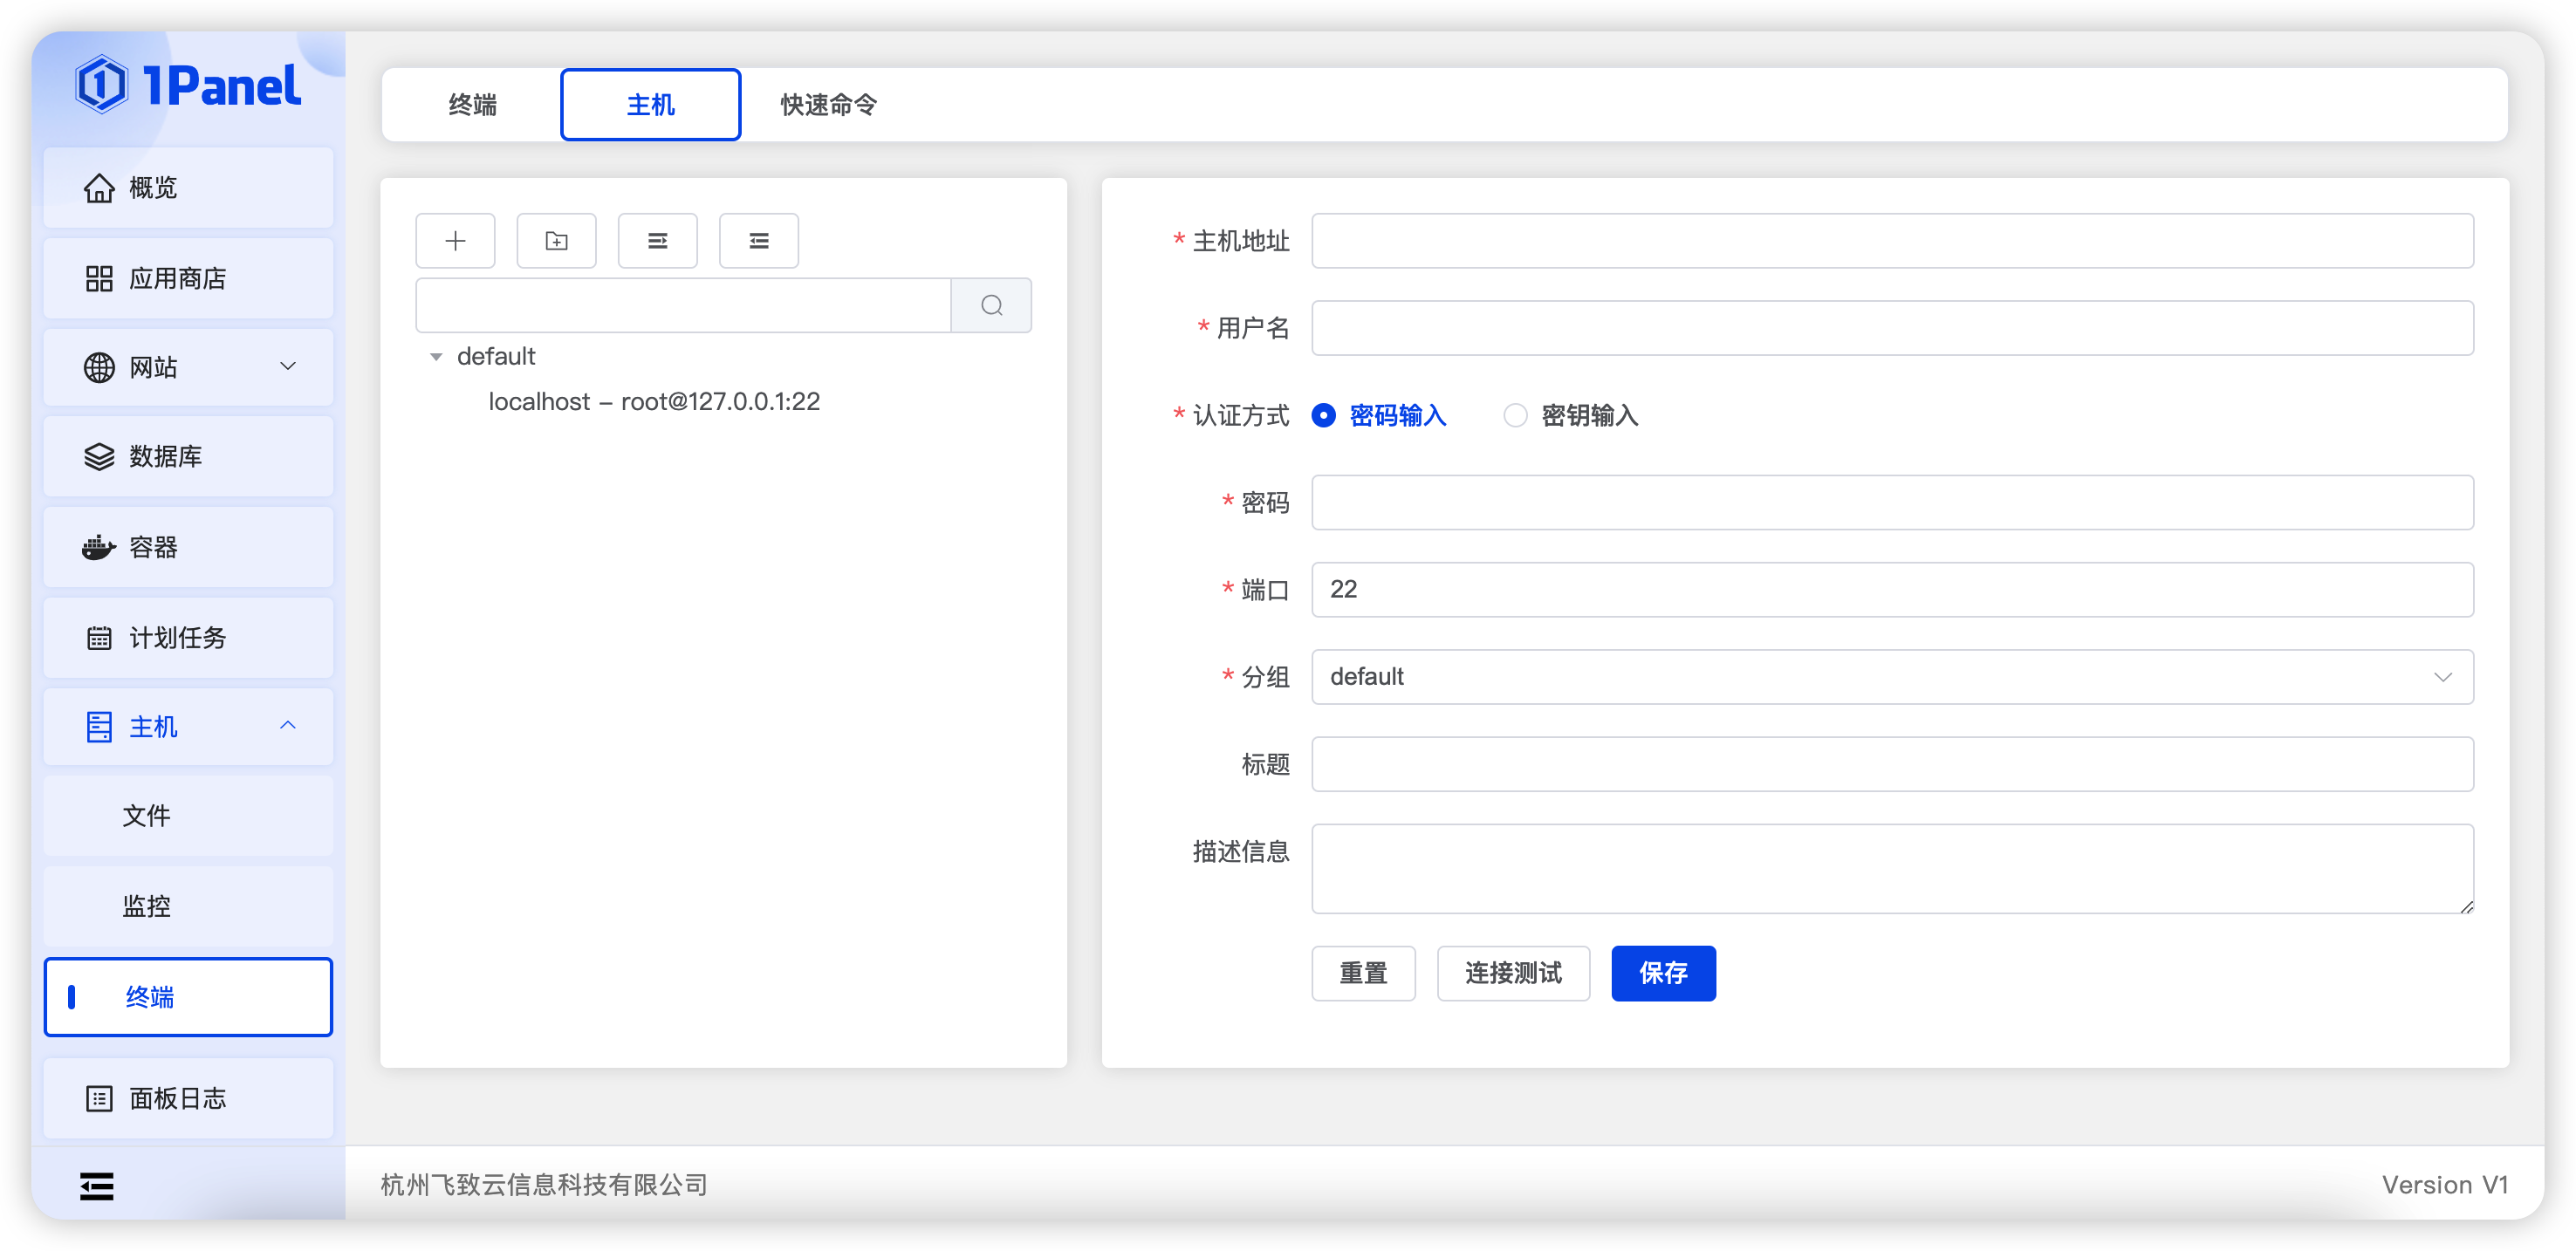 1Panel
概览
应用商店
网站
数据库
容器
计划任务
主机
文件
监控
终端
面板日志
终端
主机
快速命令
default
localhost – root@127.0.0.1:22
* 主机地址
* 用户名
* 认证方式 密码输入 密钥输入
* 密码
* 端口 22
* 分组 default
标题
描述信息
重置 连接测试 保存
杭州飞致云信息科技有限公司
Version V1